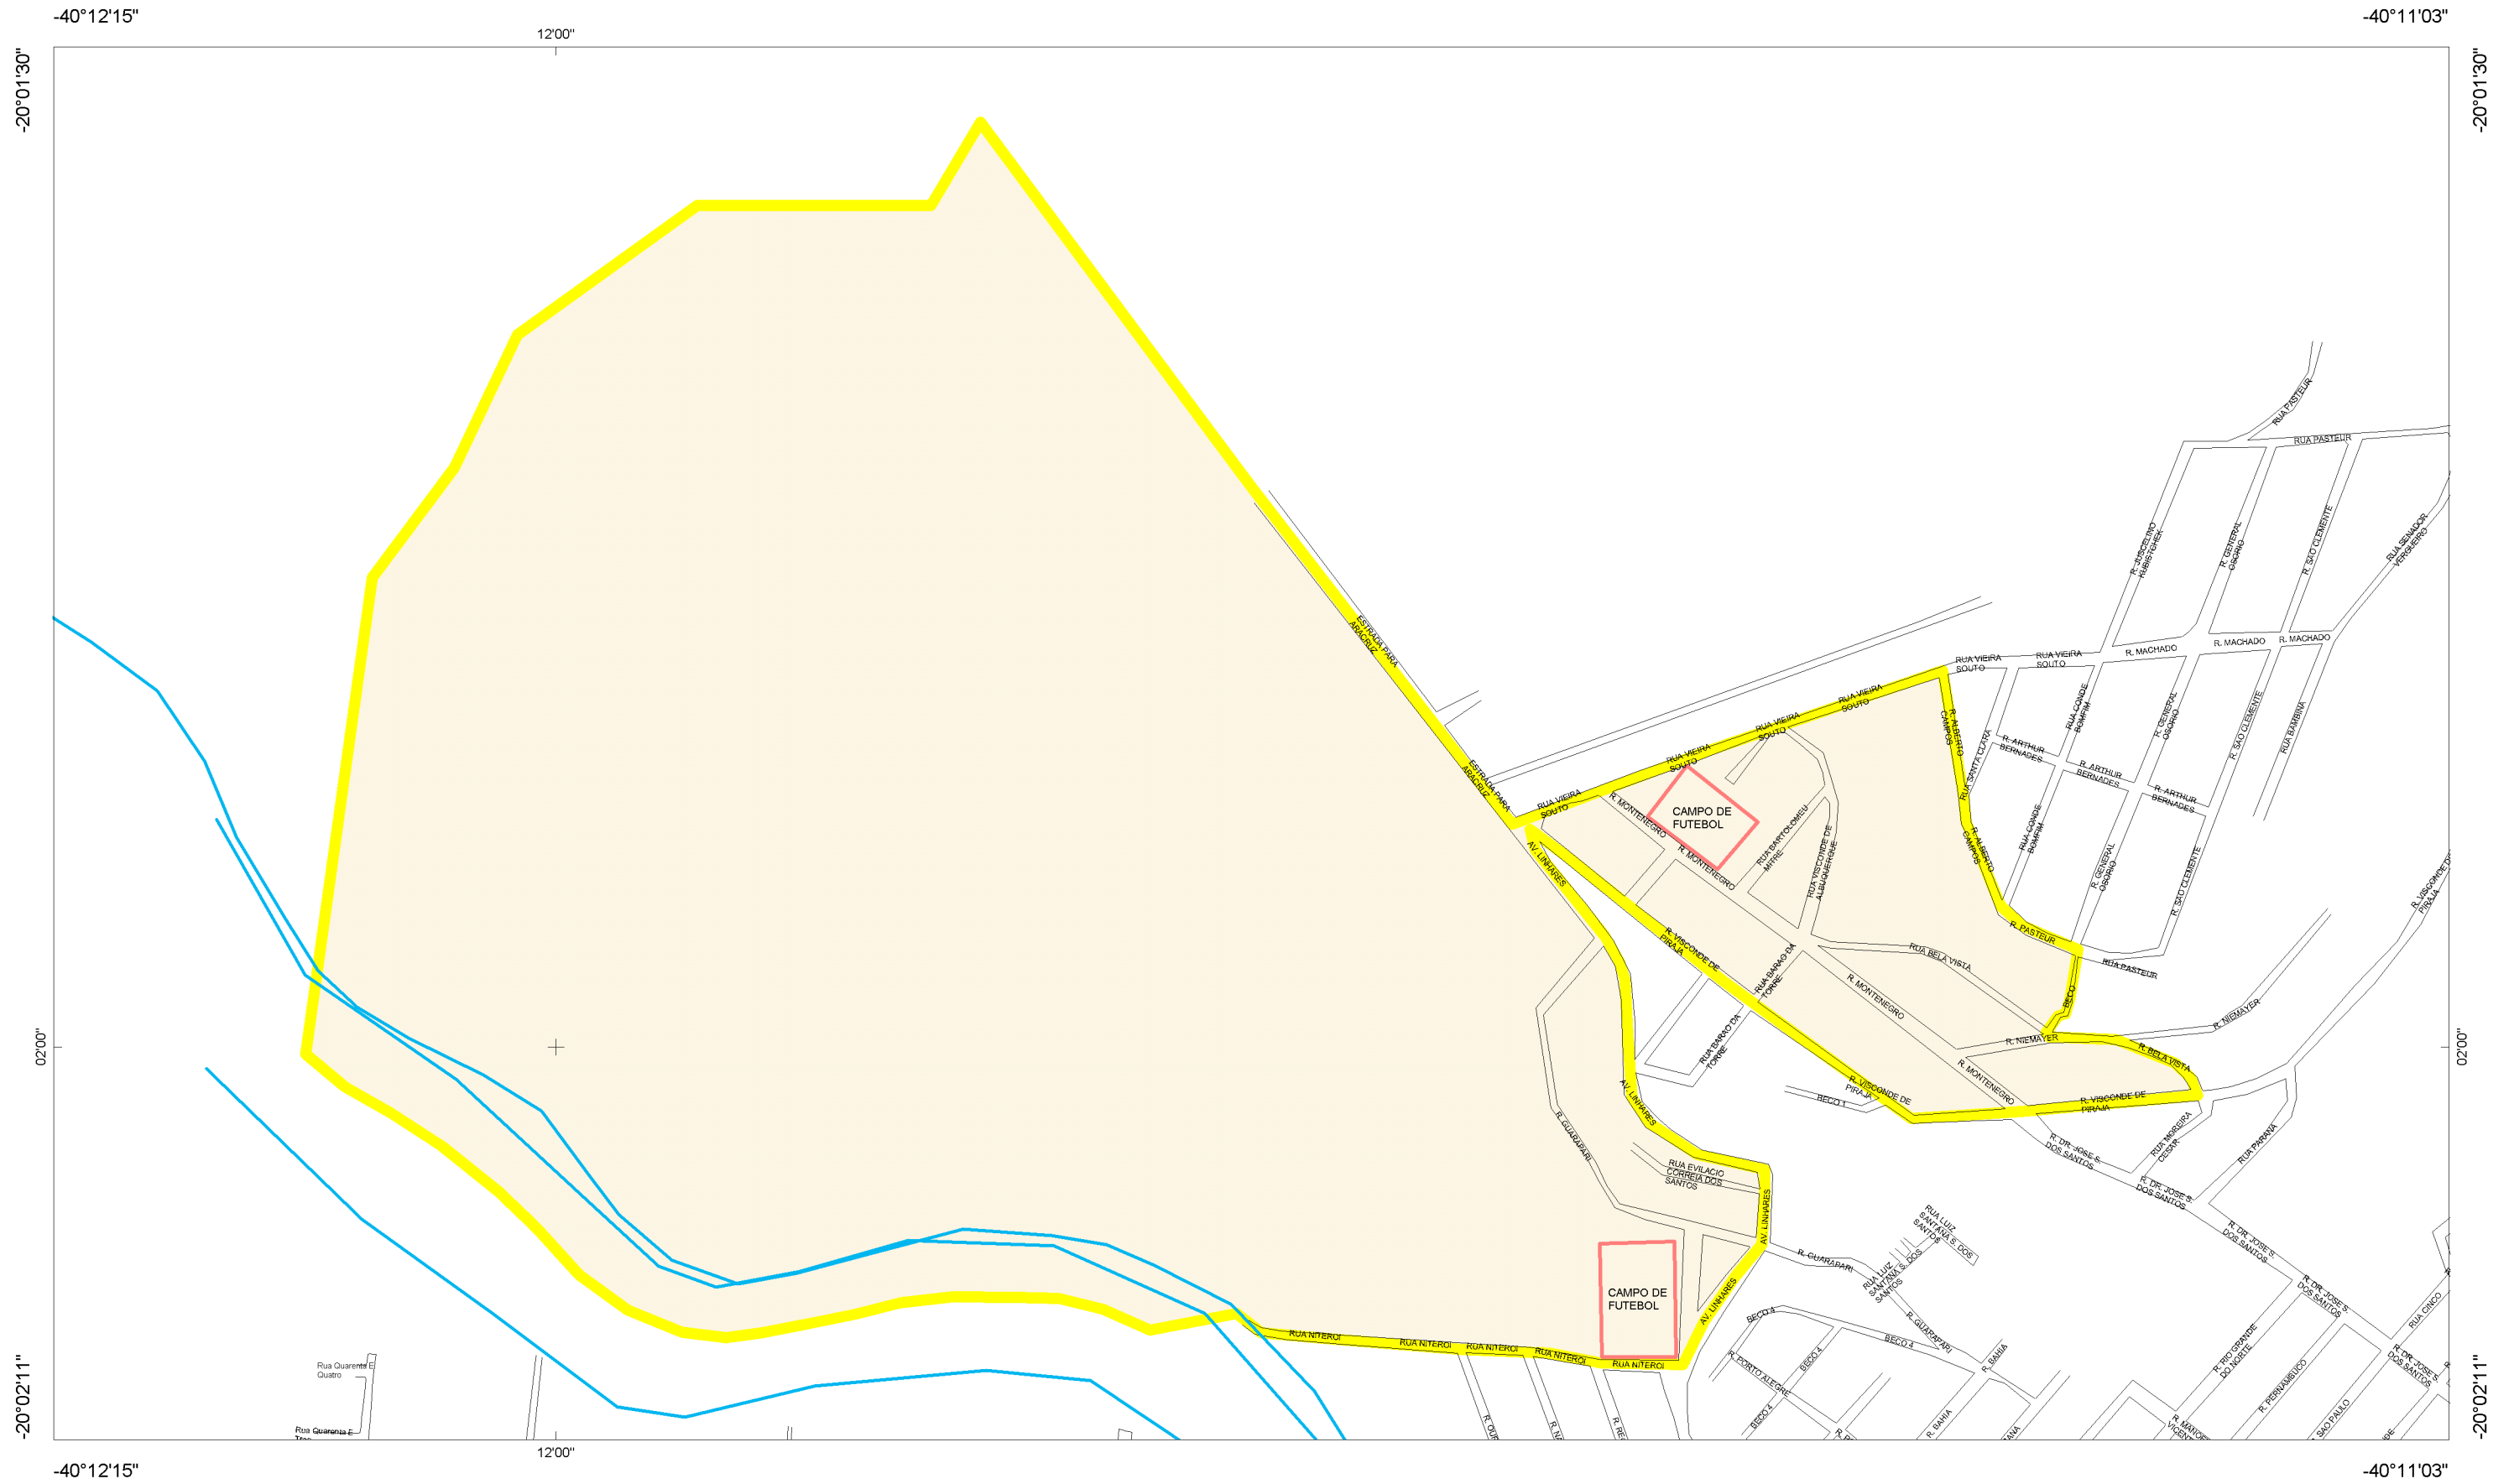 -40°12'15"
-40°11'03"
12'00"
-20°01'30"
-20°01'30"
RUA PASTEUR
RUA PASTEUR
R. JUSCELINO
KUBISTCHEK
R. GENERAL
OSORIO
R. SAO CLEMENTE
RUA SENADOR
VERGUEIRO
ESTRADA PARA
ARACRUZ
R. MACHADO
R. MACHADO
R. MACHADO
RUA VIEIRA
SOUTO
RUA VIEIRA
SOUTO
RUA VIEIRA
SOUTO
RUA VIEIRA
SOUTO
RUA VIEIRA
SOUTO
RUA VIEIRA
SOUTO
R. ALBERTO
CAMPOS
RUA CONDE
BOMFIM
R. GENERAL
OSORIO
R. SAO CLEMENTE
RUA BAMBINA
ESTRADA PARA
ARACRUZ
RUA SANTA CLARA
R. ARTHUR
BERNADES
R. ARTHUR
BERNADES
R. ARTHUR
BERNADES
R. MONTENEGRO
CAMPO DE
FUTEBOL
RUA BARTOLOMEU
MITRE
RUA VISCONDE DE
ALBUQUERQUE
R. MONTENEGRO
AV. LINHARES
R. ALBERTO
CAMPOS
RUA CONDE
BOMFIM
R. GENERAL
OSORIO
R. SAO CLEMENTE
R. VISCONDE DE
PIRAJA
R. PASTEUR
RUA PASTEUR
R. VISCONDE DE
PIRAJA
RUA BARAO DA
TORRE
RUA BELA VISTA
R. MONTENEGRO
BECO
R. NIEMAYER
R. NIEMAYER
R. BELA VISTA
RUA BARAO DA
TORRE
02'00"
02'00"
R. MONTENEGRO
R. VISCONDE DE
PIRAJA
BECO 1
R. VISCONDE DE
PIRAJA
AV. LINHARES
R. GUARAPARI
RUA MOREIRA
CESAR
RUA PARANA
R. DR. JOSE S.
DOS SANTOS
RUA EVILACIO
CORREIA DOS
SANTOS
R. DR. JOSE S.
DOS SANTOS
AV. LINHARES
RUA LUIZ
SANTANA S. DOS
SANTOS
R. DR. JOSE S.
DOS SANTOS
R. GUARAPARI
RUA LUIZ
SANTANA S. DOS
SANTOS
CAMPO DE
FUTEBOL
AV. LINHARES
R. DR. JOSE S.
DOS SANTOS
RUA CINCO
BECO 4
R. GUARAPARI
BECO 4
RUA NITEROI
RUA NITEROI
RUA NITEROI
RUA NITEROI
RUA NITEROI
R. PORTO ALEGRE
BECO 4
R. BAHIA
R. RIO GRANDE
DO NORTE
R. PERNAMBUCO
R. DR. JOSE S.
DOS SANTOS
Rua Quarenta E
Quatro
Rua Quarenta E
BECO 4
R. BAHIA
SAO PAULO
-20°02'11"
-20°02'11"
12'00"
-40°12'15"
-40°11'03"